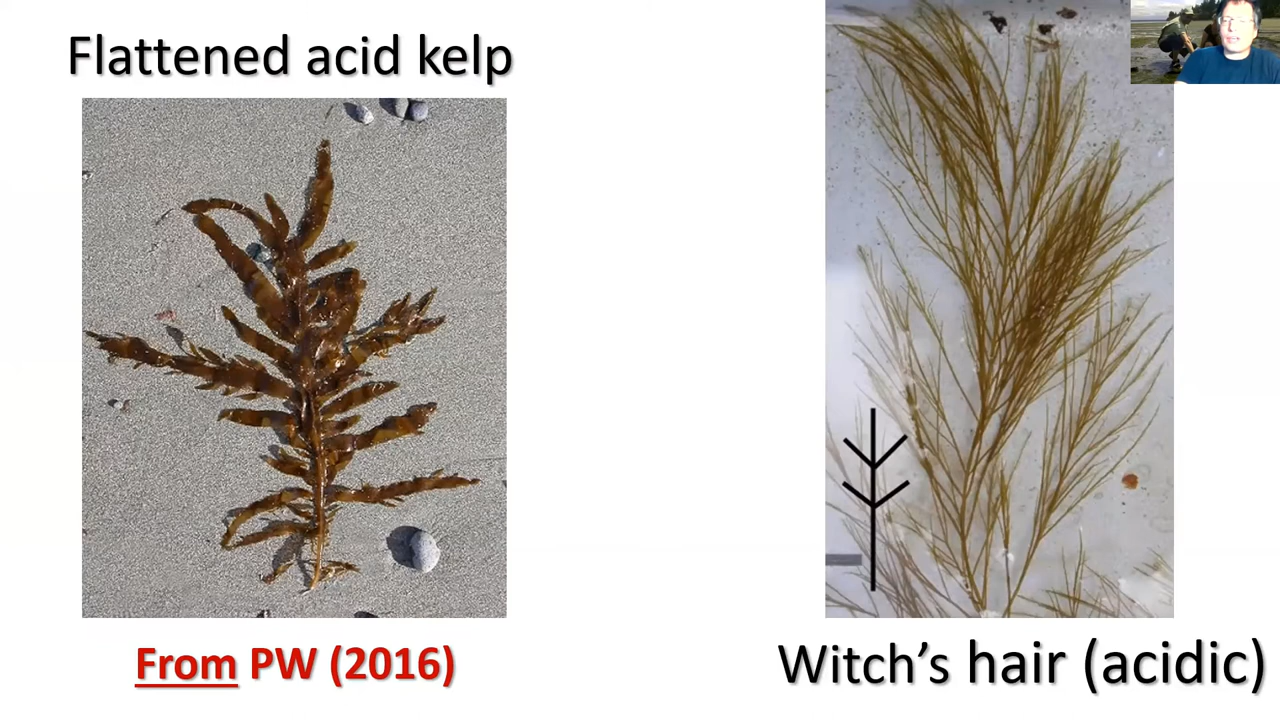 Flattened acid kelp
From PW (2016)
Witch's hair (acidic)